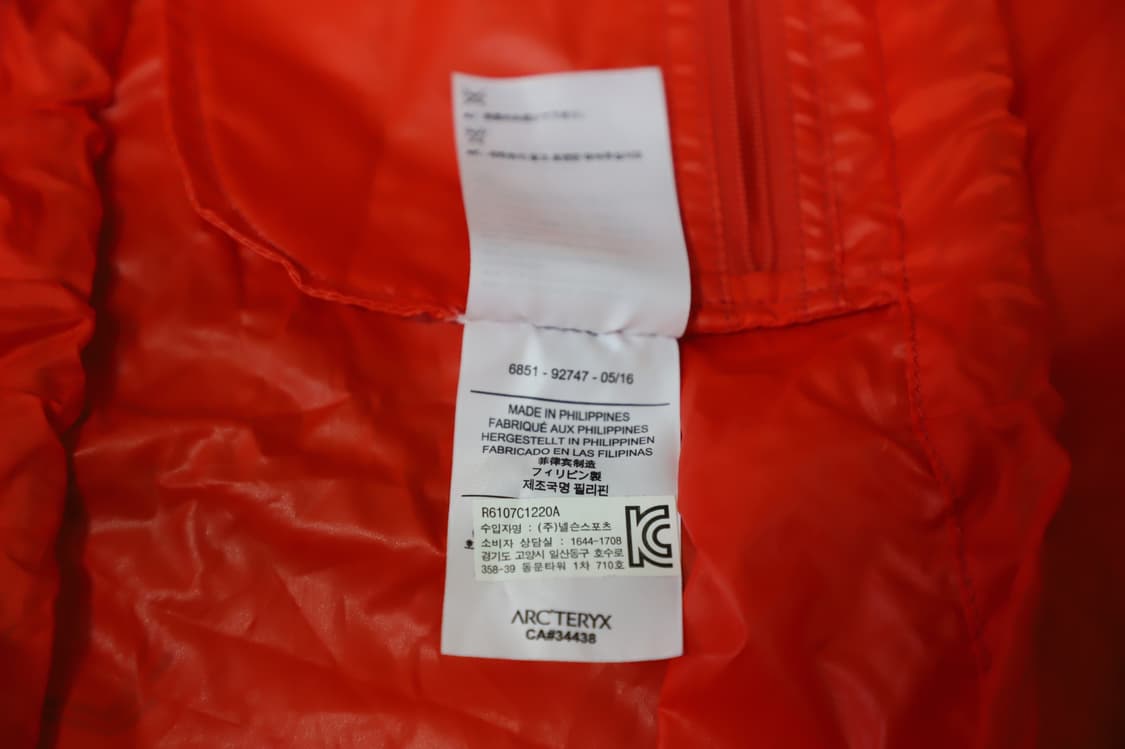 6851 - 92747 - 05/16
MADE IN PHILIPPINES
FABRIQUÉ AUX PHILIPPINES
HERGESTELLT IN PHILIPPINEN
FABRICADO EN LAS FILIPINAS
菲律宾制造
フィリピン製
제조국명 필리핀
R6107C1220A
수입자명 : (주)넬슨스포츠
소비자 상담실 : 1644-1708
경기도 고양시 일산동구 호수로
358-39 동문타워 1차 710호
KC
ARC'TERYX
CA#34438